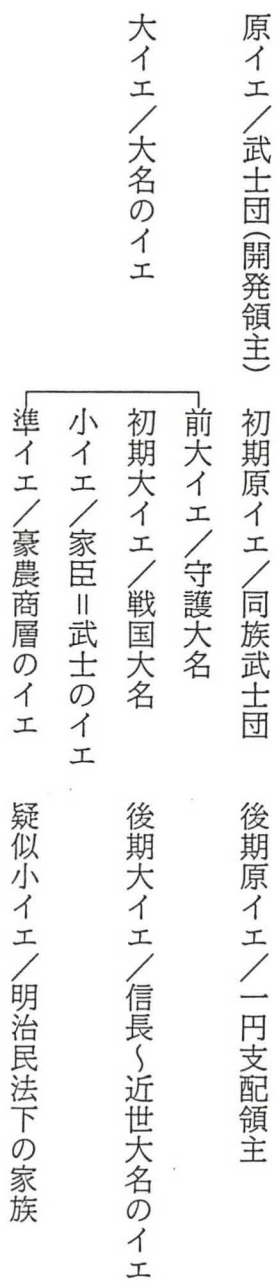 原イエ／武士団(開発領主)　初期原イエ／同族武士団　後期原イエ／一円支配領主
前大イエ／守護大名
大イエ／大名のイエ　初期大イエ／戦国大名　後期大イエ／信長～近世大名のイエ
小イエ／家臣＝武士のイエ
準イエ／豪農商層のイエ　疑似小イエ／明治民法下の家族